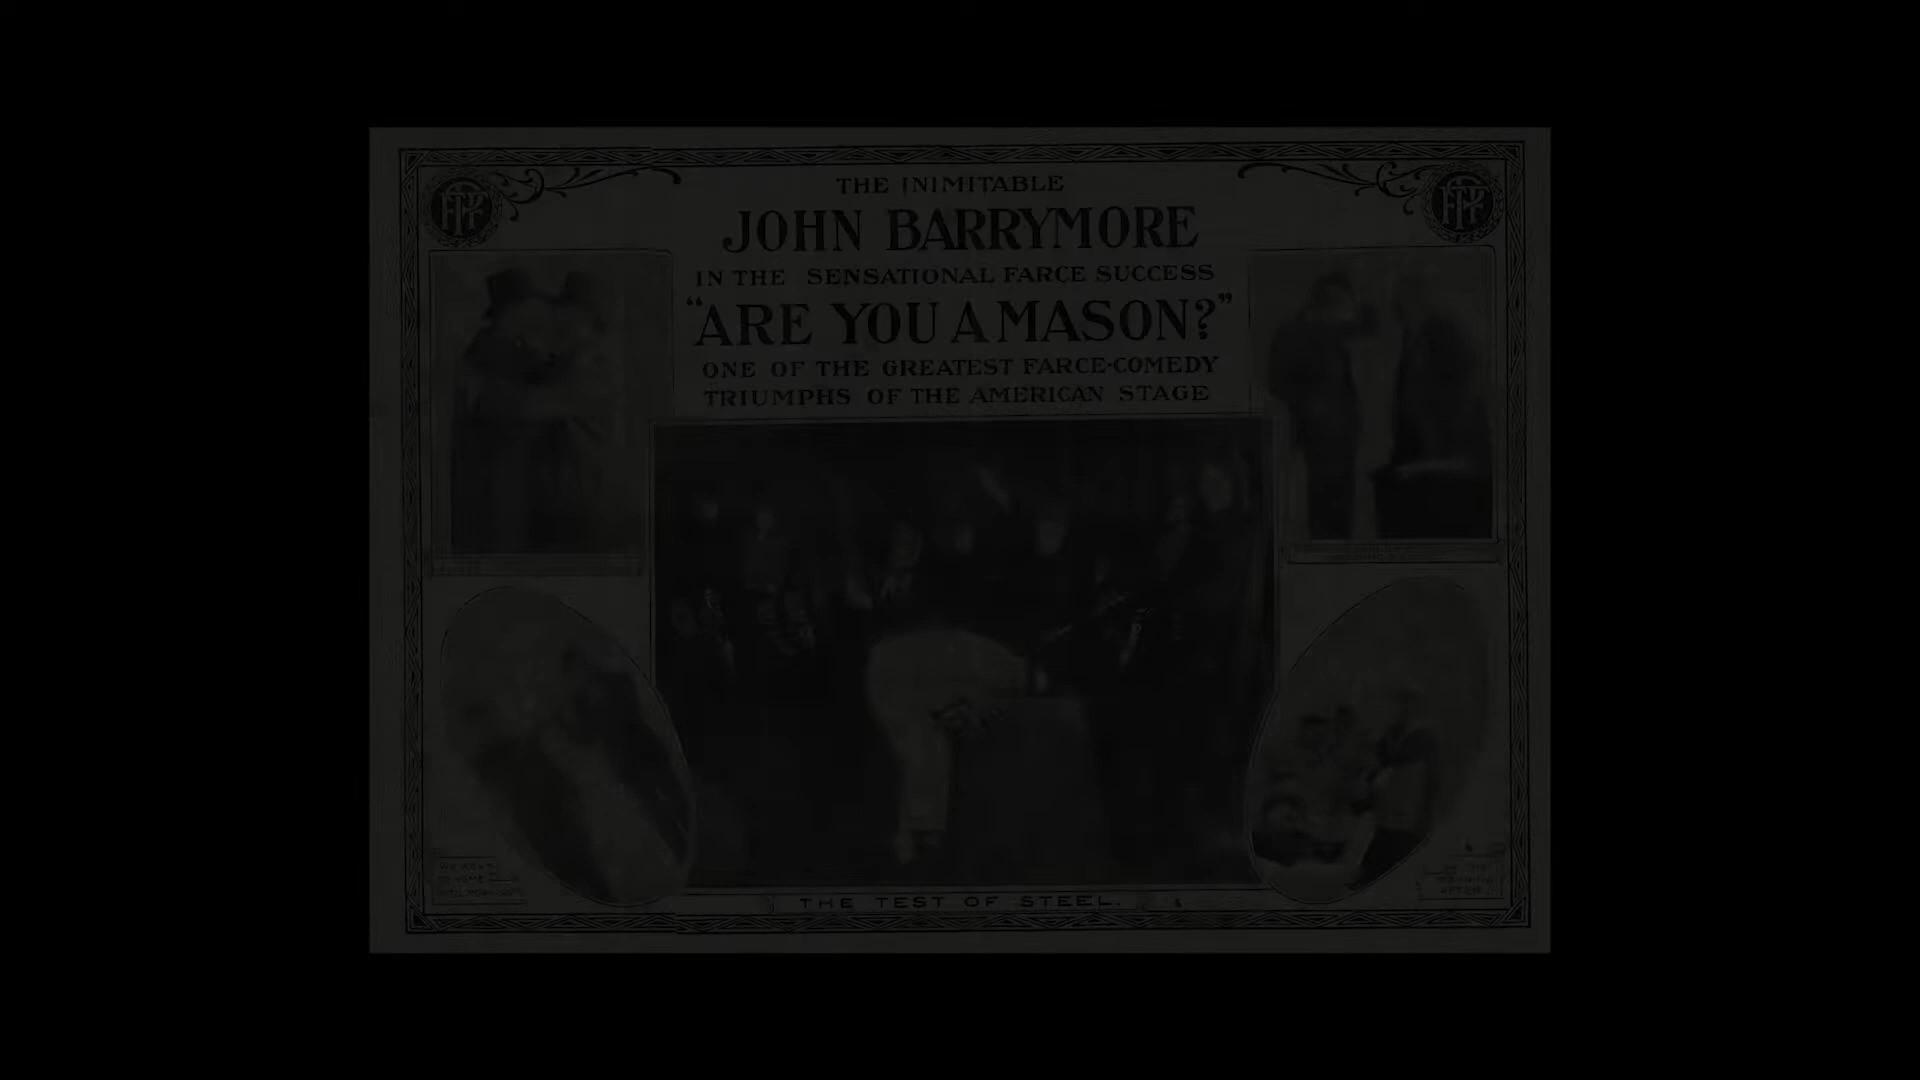 THE INIMITABLE
JOHN BARRYMORE
IN THE SENSATIONAL FARCE SUCCESS
"ARE YOU A MASON?"
ONE OF THE GREATEST FARCE-COMEDY
TRIUMPHS OF THE AMERICAN STAGE
THE TEST OF STEEL.